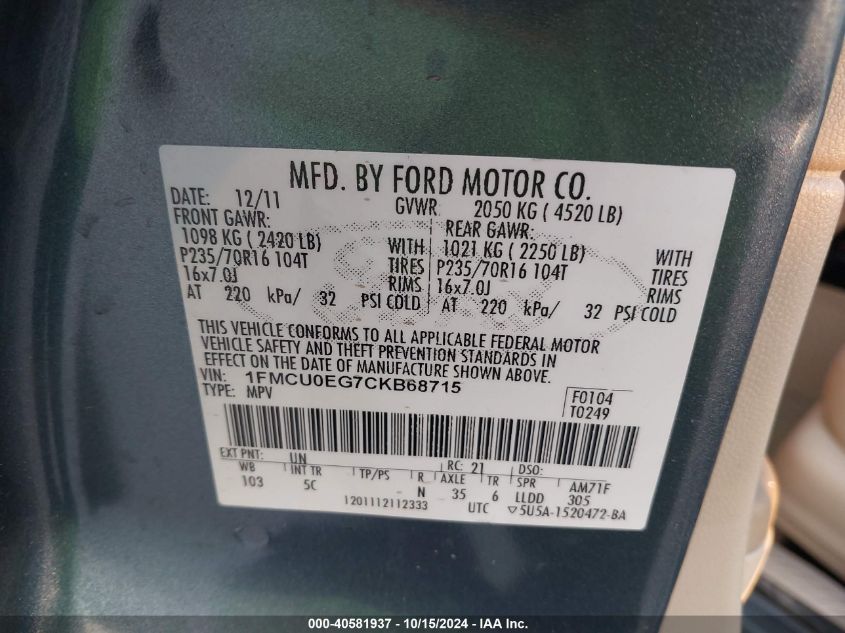 MFD. BY FORD MOTOR CO.
DATE: 12/11 GVWR 2050 KG ( 4520 LB)
FRONT GAWR: REAR GAWR:
1098 KG ( 2420 LB) WITH 1021 KG ( 2250 LB) WITH
P235/70R16 104T TIRES P235/70R16 104T TIRES
16x7.0J RIMS 16x7.0J RIMS
AT 220 kPa/ 32 PSI COLD AT 220 kPa/ 32 PSI COLD
THIS VEHICLE CONFORMS TO ALL APPLICABLE FEDERAL MOTOR
VEHICLE SAFETY AND THEFT PREVENTION STANDARDS IN
EFFECT ON THE DATE OF MANUFACTURE SHOWN ABOVE.
VIN: 1FMCU0EG7CKB68715
TYPE: MPV
F0104
T0249
EXT PNT: UN RC: 21 DSO:
WB INT TR TP/PS R AXLE TR SPR AM71F
103 5C N 35 6 LLDD 305
1201112112333 UTC ▽5U5A-1520472-BA
000-40581937 - 10/15/2024 - IAA Inc.